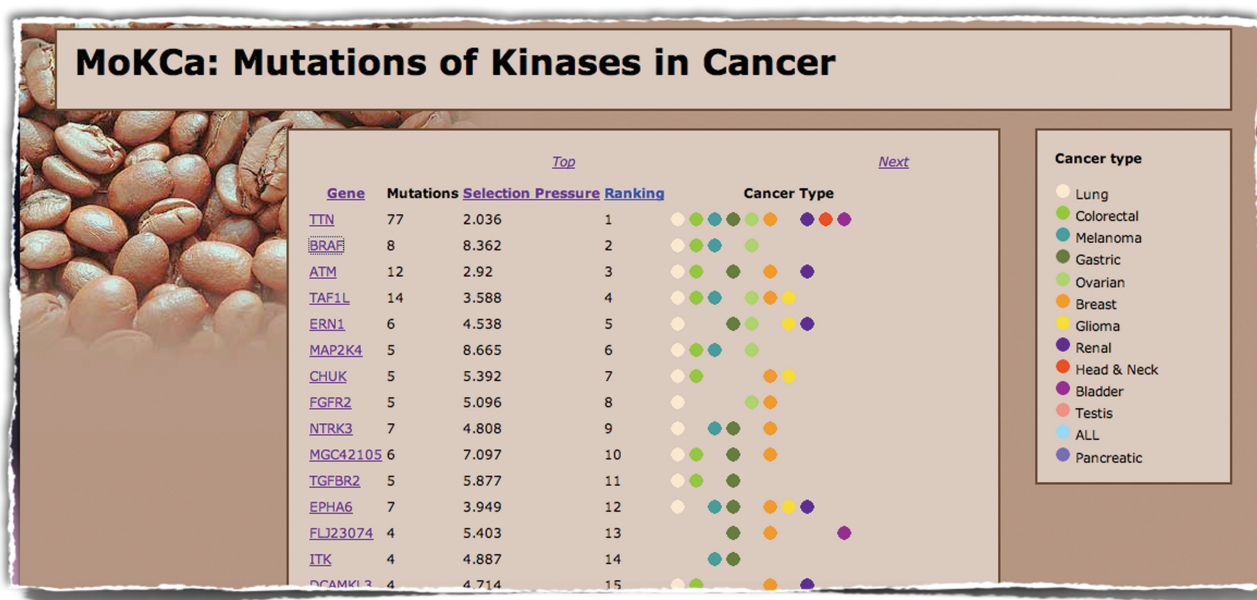 MoKCa: Mutations of Kinases in Cancer
Top Next
Gene Mutations Selection Pressure Ranking Cancer Type
TTN 77 2.036 1
BRAF 8 8.362 2
ATM 12 2.92 3
TAF1L 14 3.588 4
ERN1 6 4.538 5
MAP2K4 5 8.665 6
CHUK 5 5.392 7
FGFR2 5 5.096 8
NTRK3 7 4.808 9
MGC42105 6 7.097 10
TGFBR2 5 5.877 11
EPHA6 7 3.949 12
FLJ23074 4 5.403 13
ITK 4 4.887 14
DCAMKL3 4 4.714 15
Cancer type
Lung
Colorectal
Melanoma
Gastric
Ovarian
Breast
Glioma
Renal
Head & Neck
Bladder
Testis
ALL
Pancreatic